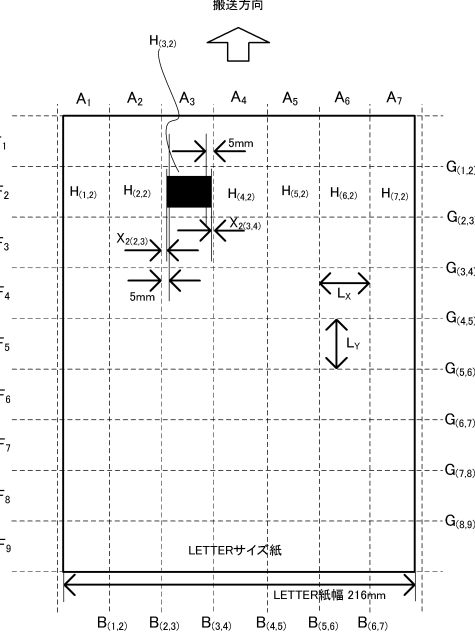 搬送方向
H(3,2)
A1 A2 A3 A4 A5 A6 A7
5mm
G(1,2)
F2 H(1,2) H(2,2) H(4,2) H(5,2) H(6,2) H(7,2)
G(2,3)
X2(3,4)
F3 X2(2,3)
G(3,4)
F4 5mm LX
G(4,5)
F5 LY
G(5,6)
F6
G(6,7)
F7
G(7,8)
F8
G(8,9)
F9 LETTERサイズ紙
LETTER紙幅 216mm
B(1,2) B(2,3) B(3,4) B(4,5) B(5,6) B(6,7)